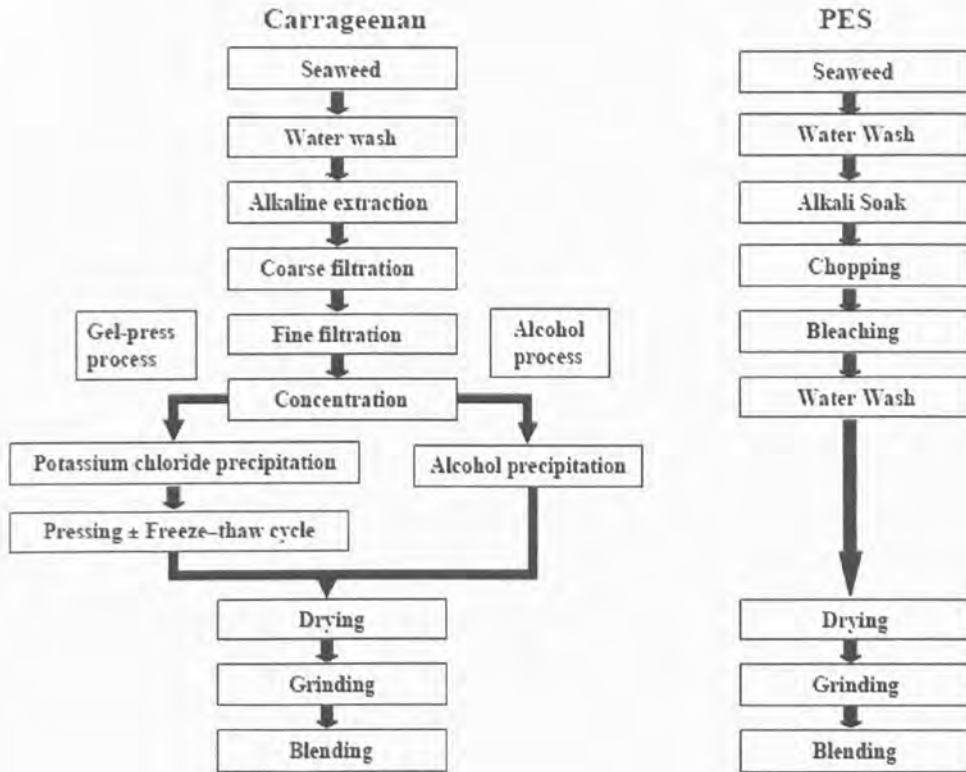 Carrageenan
Seaweed
Water wash
Alkaline extraction
Coarse filtration
Fine filtration
Gel-press
process
Alcohol
process
Concentration
Potassium chloride precipitation
Alcohol precipitation
Pressing ± Freeze–thaw cycle
Drying
Grinding
Blending
PES
Seaweed
Water Wash
Alkali Soak
Chopping
Bleaching
Water Wash
Drying
Grinding
Blending